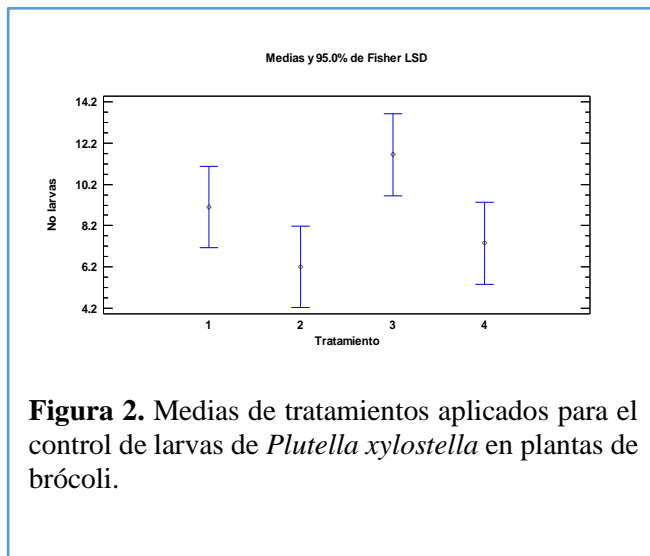 Medias y 95.0% de Fisher LSD
14.2
12.2
10.2
8.2
6.2
4.2
No larvas
1 2 3 4
Tratamiento
Figura 2. Medias de tratamientos aplicados para el
control de larvas de Plutella xylostella en plantas de
brócoli.